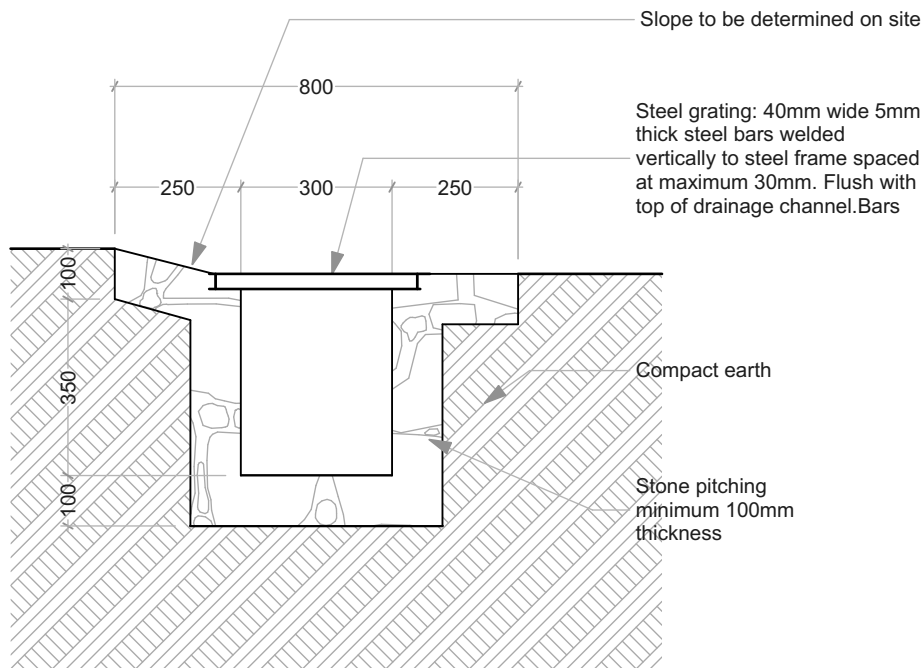 Slope to be determined on site
800
Steel grating: 40mm wide 5mm
thick steel bars welded
vertically to steel frame spaced
at maximum 30mm. Flush with
top of drainage channel.Bars
250
300
250
100
350
100
Compact earth
Stone pitching
minimum 100mm
thickness